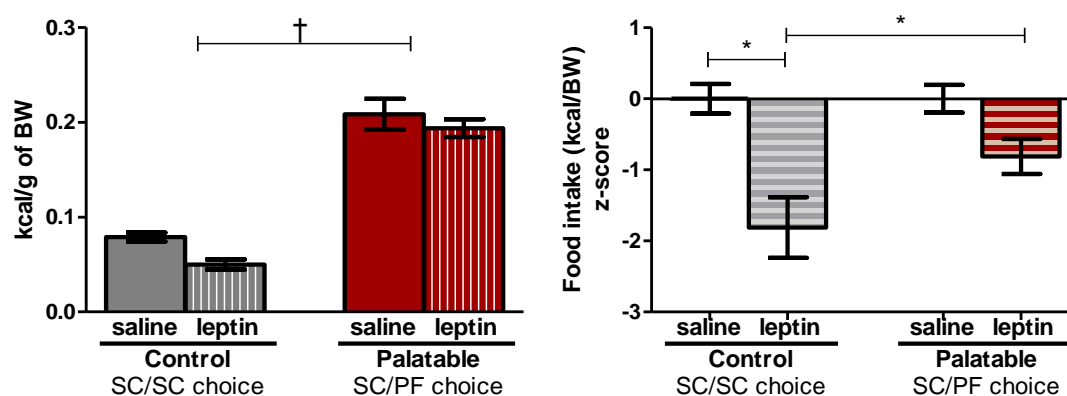 kcal/g of BW
0.3
0.2
0.1
0.0
†
saline leptin saline leptin
Control Palatable
SC/SC choice SC/PF choice
Food intake (kcal/BW)
z-score
1
0
-1
-2
-3
*
*
saline leptin saline leptin
Control Palatable
SC/SC choice SC/PF choice